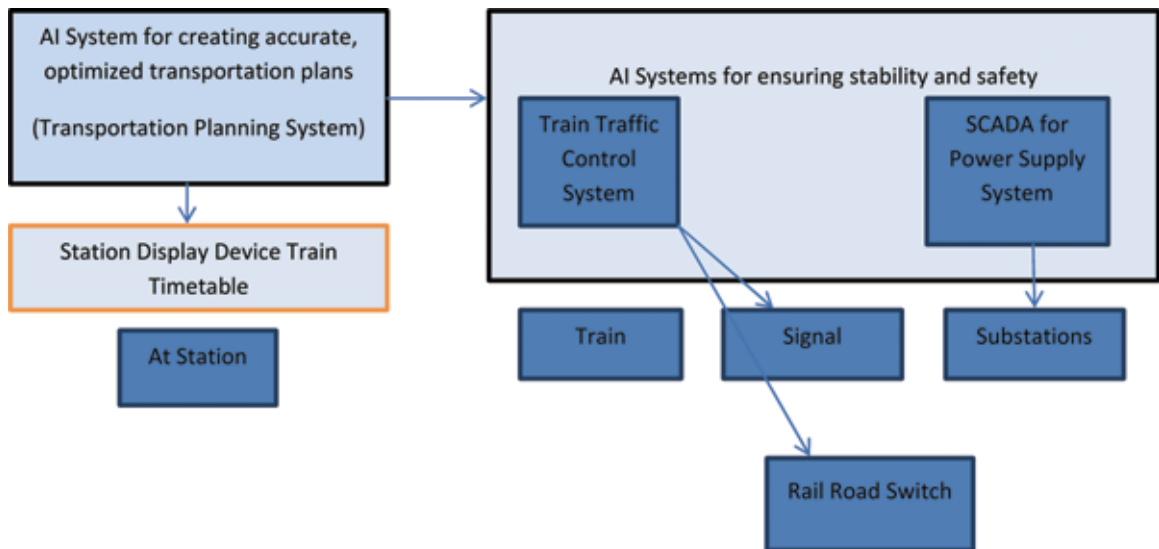 AI System for creating accurate,
optimized transportation plans
(Transportation Planning System)
Station Display Device Train
Timetable
At Station
AI Systems for ensuring stability and safety
Train Traffic
Control
System
SCADA for
Power Supply
System
Train
Signal
Substations
Rail Road Switch